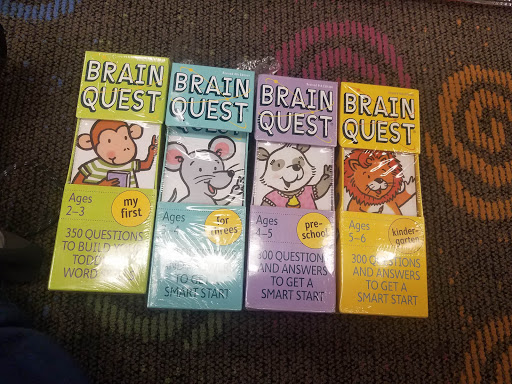 BRAIN
QUEST
Ages
2–3
my
first
350 QUESTIONS
TO BUILD
TODD
WORD
BRAIN
QUEST
Ages
for
threes
TO GET A
SMART START
BRAIN
QUEST
Ages
4–5
pre-
school
300 QUESTIONS
AND ANSWERS
TO GET A
SMART START
BRAIN
QUEST
Ages
5–6
kinder-
garten
300 QUESTIONS
AND ANSWERS
TO GET A
SMART START